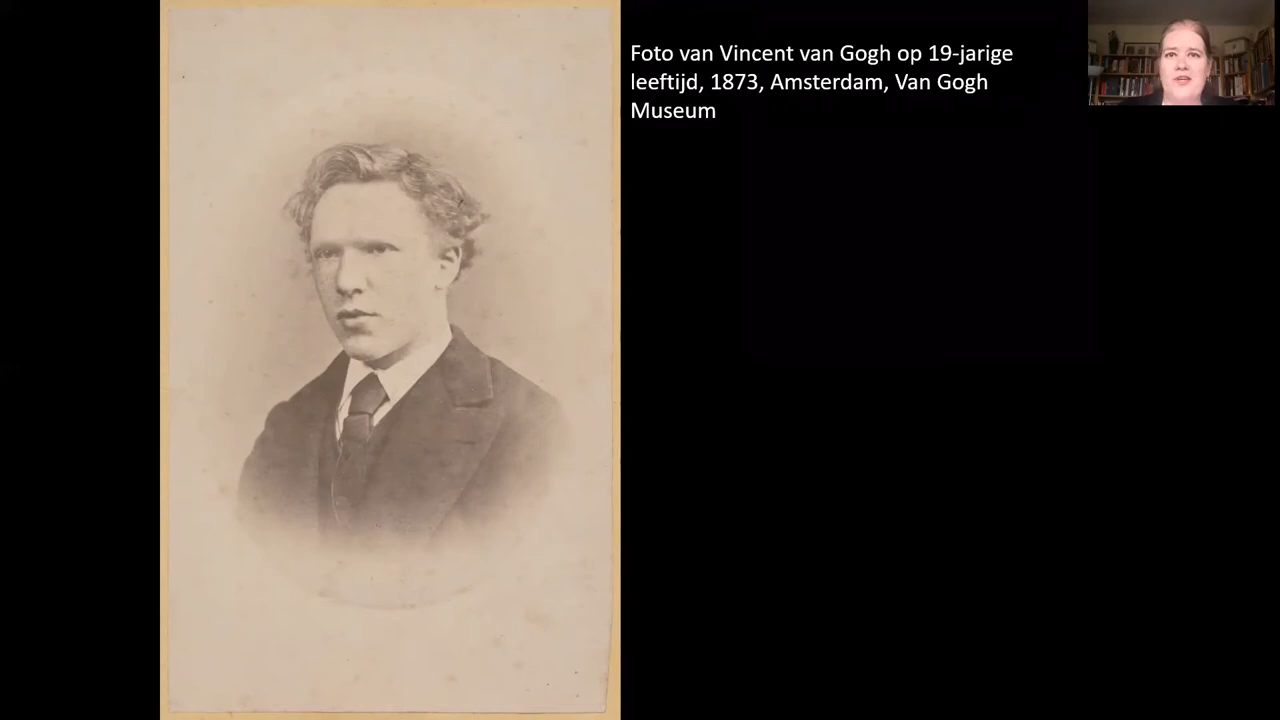 Foto van Vincent van Gogh op 19-jarige
leeftijd, 1873, Amsterdam, Van Gogh
Museum